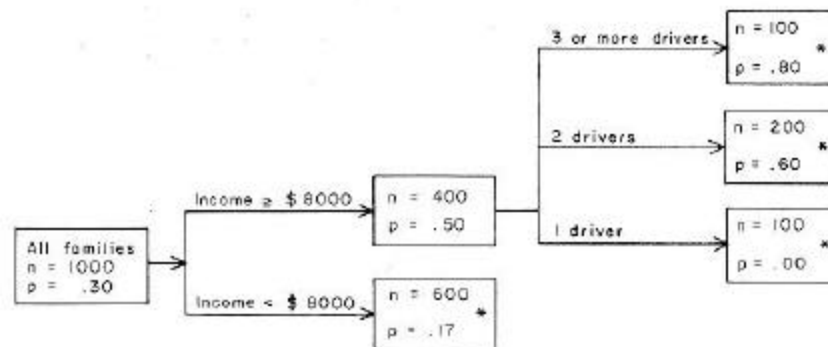 3 or more drivers
n = 100
*
p = .80
2 drivers
n = 200
*
p = .60
Income ≥ $8000
n = 400
p = .50
1 driver
n = 100
*
p = .00
All families
n = 1000
p = .30
Income < $8000
n = 600
*
p = .17